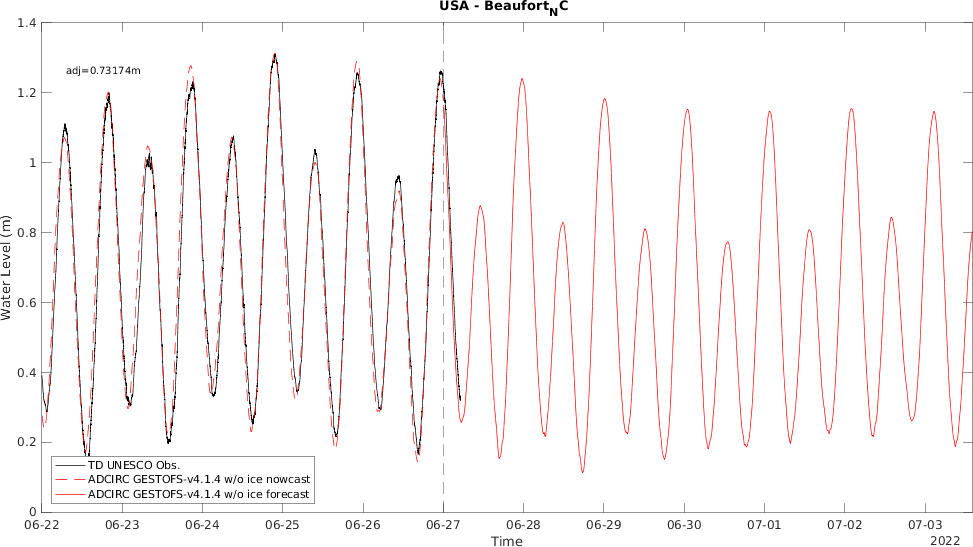 USA - Beaufort_NC
1.4
1.2
1
0.8
0.6
0.4
0.2
0
Water Level (m)
adj=0.73174m
TD UNESCO Obs.
ADCIRC GESTOFS-v4.1.4 w/o ice nowcast
ADCIRC GESTOFS-v4.1.4 w/o ice forecast
06-22 06-23 06-24 06-25 06-26 06-27 06-28 06-29 06-30 07-01 07-02 07-03
Time
2022